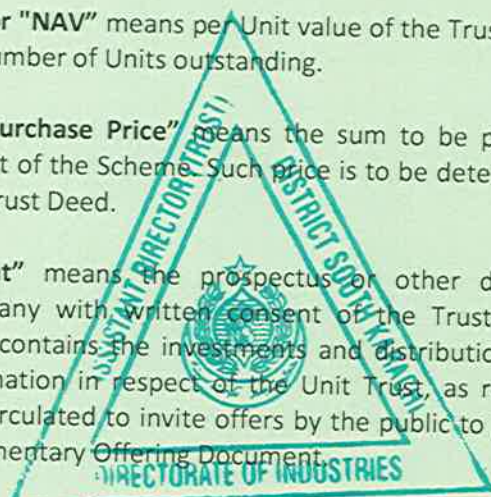 r "NAV" means per Unit value of the Trus
umber of Units outstanding.
urchase Price" means the sum to be p
t of the Scheme. Such price is to be dete
rust Deed.
t" means the prospectus or other d
any with written consent of the Trust
contains the investments and distributio
nation in respect of the Unit Trust, as r
rculated to invite offers by the public to
mentary Offering Document.
ASSISTANT DIRECTOR (TRUST)
DISTRICT SOUTH KARACHI
DIRECTORATE OF INDUSTRIES